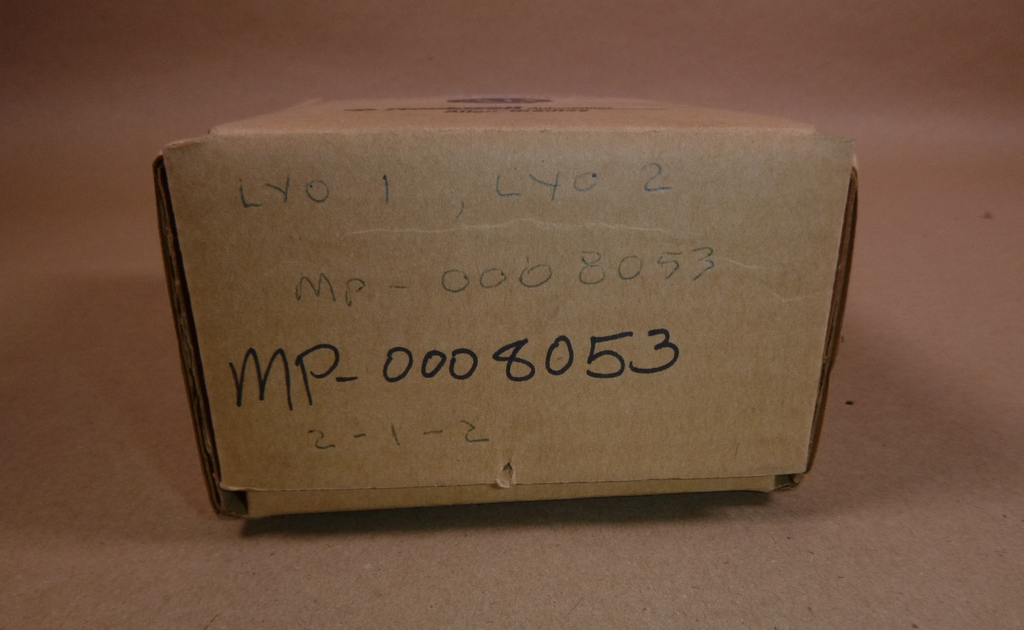 LYO 1 , LYO 2
MP - 0008053
MP- 0008053
2-1-2